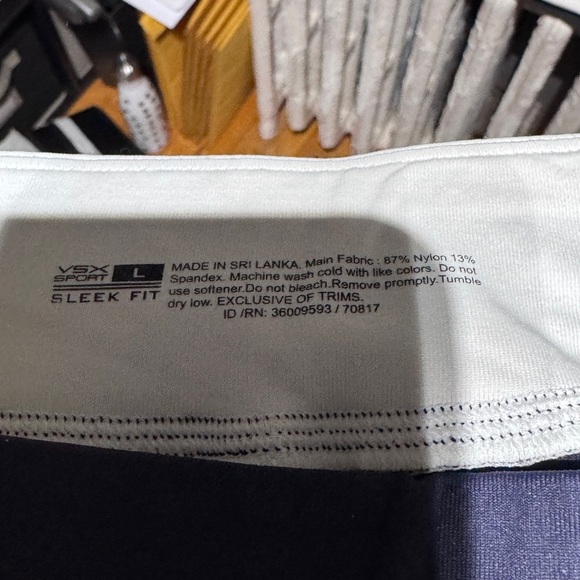 VSX
SPORT
L
SLEEK FIT
MADE IN SRI LANKA. Main Fabric : 87% Nylon 13%
Spandex. Machine wash cold with like colors. Do not
use softener.Do not bleach.Remove promptly.Tumble
dry low. EXCLUSIVE OF TRIMS.
ID /RN: 36009593 / 70817